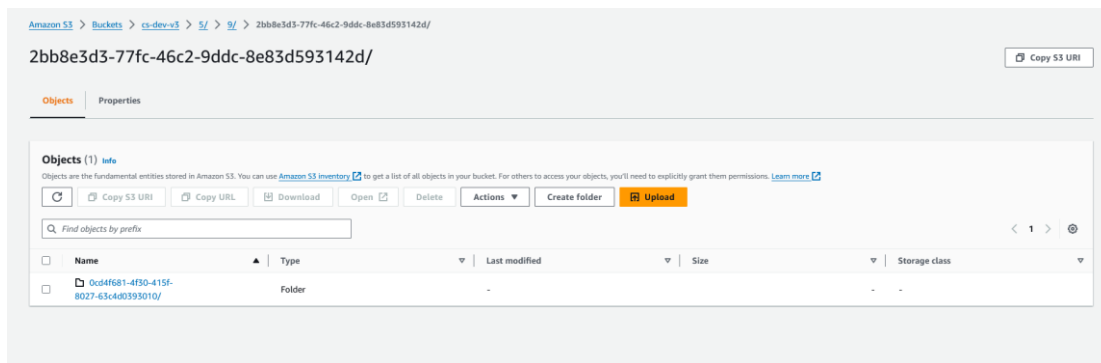 Amazon S3 > Buckets > cs-dev-v3 > 5/ > 9/ > 2bb8e3d3-77fc-46c2-9ddc-8e83d593142d/
2bb8e3d3-77fc-46c2-9ddc-8e83d593142d/
Copy S3 URI
Objects Properties
Objects (1) Info
Objects are the fundamental entities stored in Amazon S3. You can use Amazon S3 inventory to get a list of all objects in your bucket. For others to access your objects, you'll need to explicitly grant them permissions. Learn more
Copy S3 URI Copy URL Download Open Delete Actions Create folder Upload
Find objects by prefix
< 1 >
Name Type Last modified Size Storage class
0cd4f681-4f30-415f-
8027-63c4d0393010/
Folder - - -